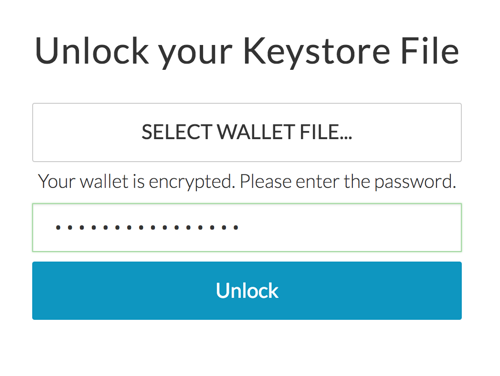 Unlock your Keystore File
SELECT WALLET FILE...
Your wallet is encrypted. Please enter the password.
••••••••••••••••
Unlock